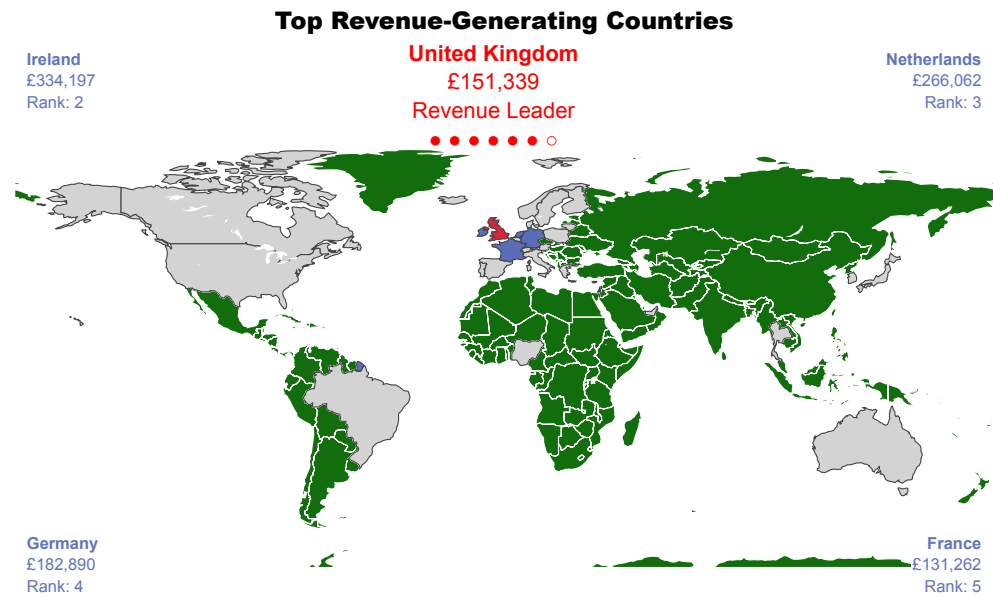 Top Revenue-Generating Countries
Ireland
£334,197
Rank: 2
United Kingdom
£151,339
Revenue Leader
Netherlands
£266,062
Rank: 3
Germany
£182,890
Rank: 4
France
£131,262
Rank: 5